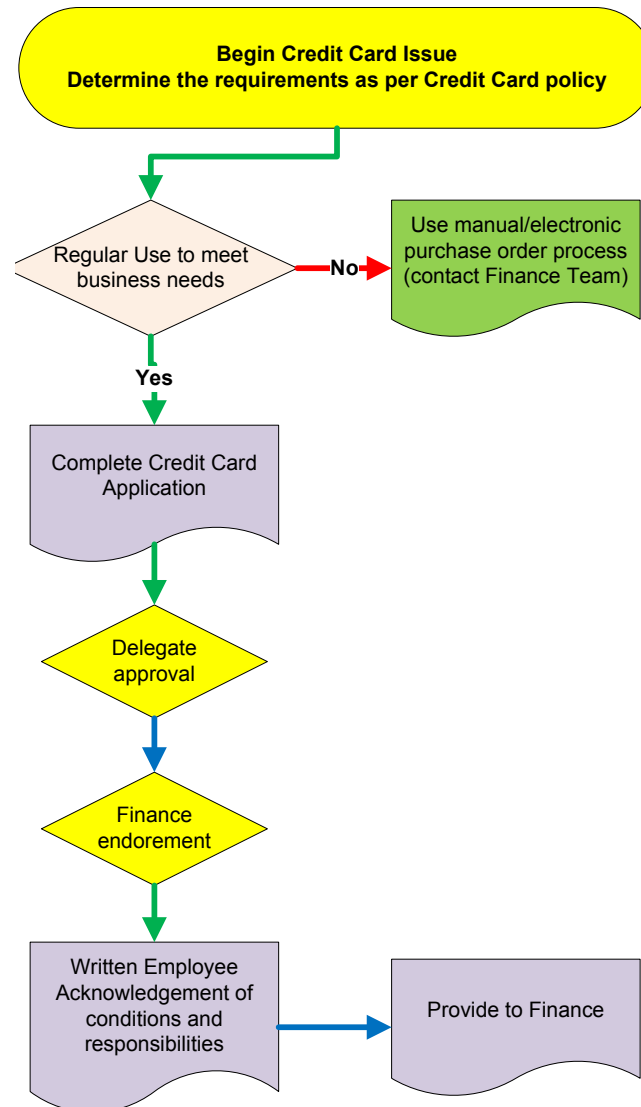 Begin Credit Card Issue
Determine the requirements as per Credit Card policy
Regular Use to meet
business needs
No
Use manual/electronic
purchase order process
(contact Finance Team)
Yes
Complete Credit Card
Application
Delegate
approval
Finance
endorement
Written Employee
Acknowledgement of
conditions and
responsibilities
Provide to Finance